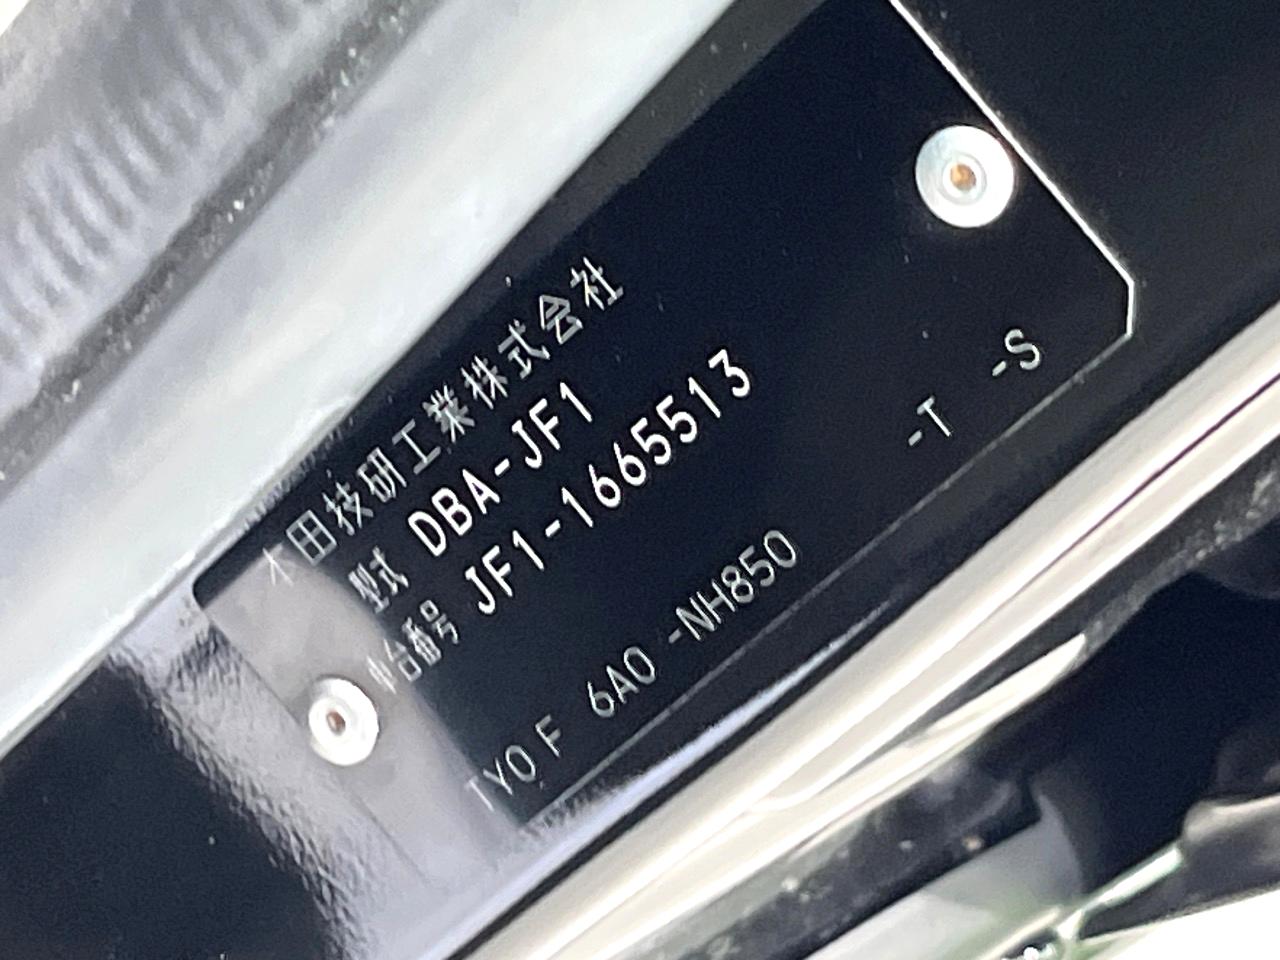 本田技研工業株式会社
型式 DBA-JF1
車台番号 JF1-1665513
-T -S
TY0F 6A0 -NH850